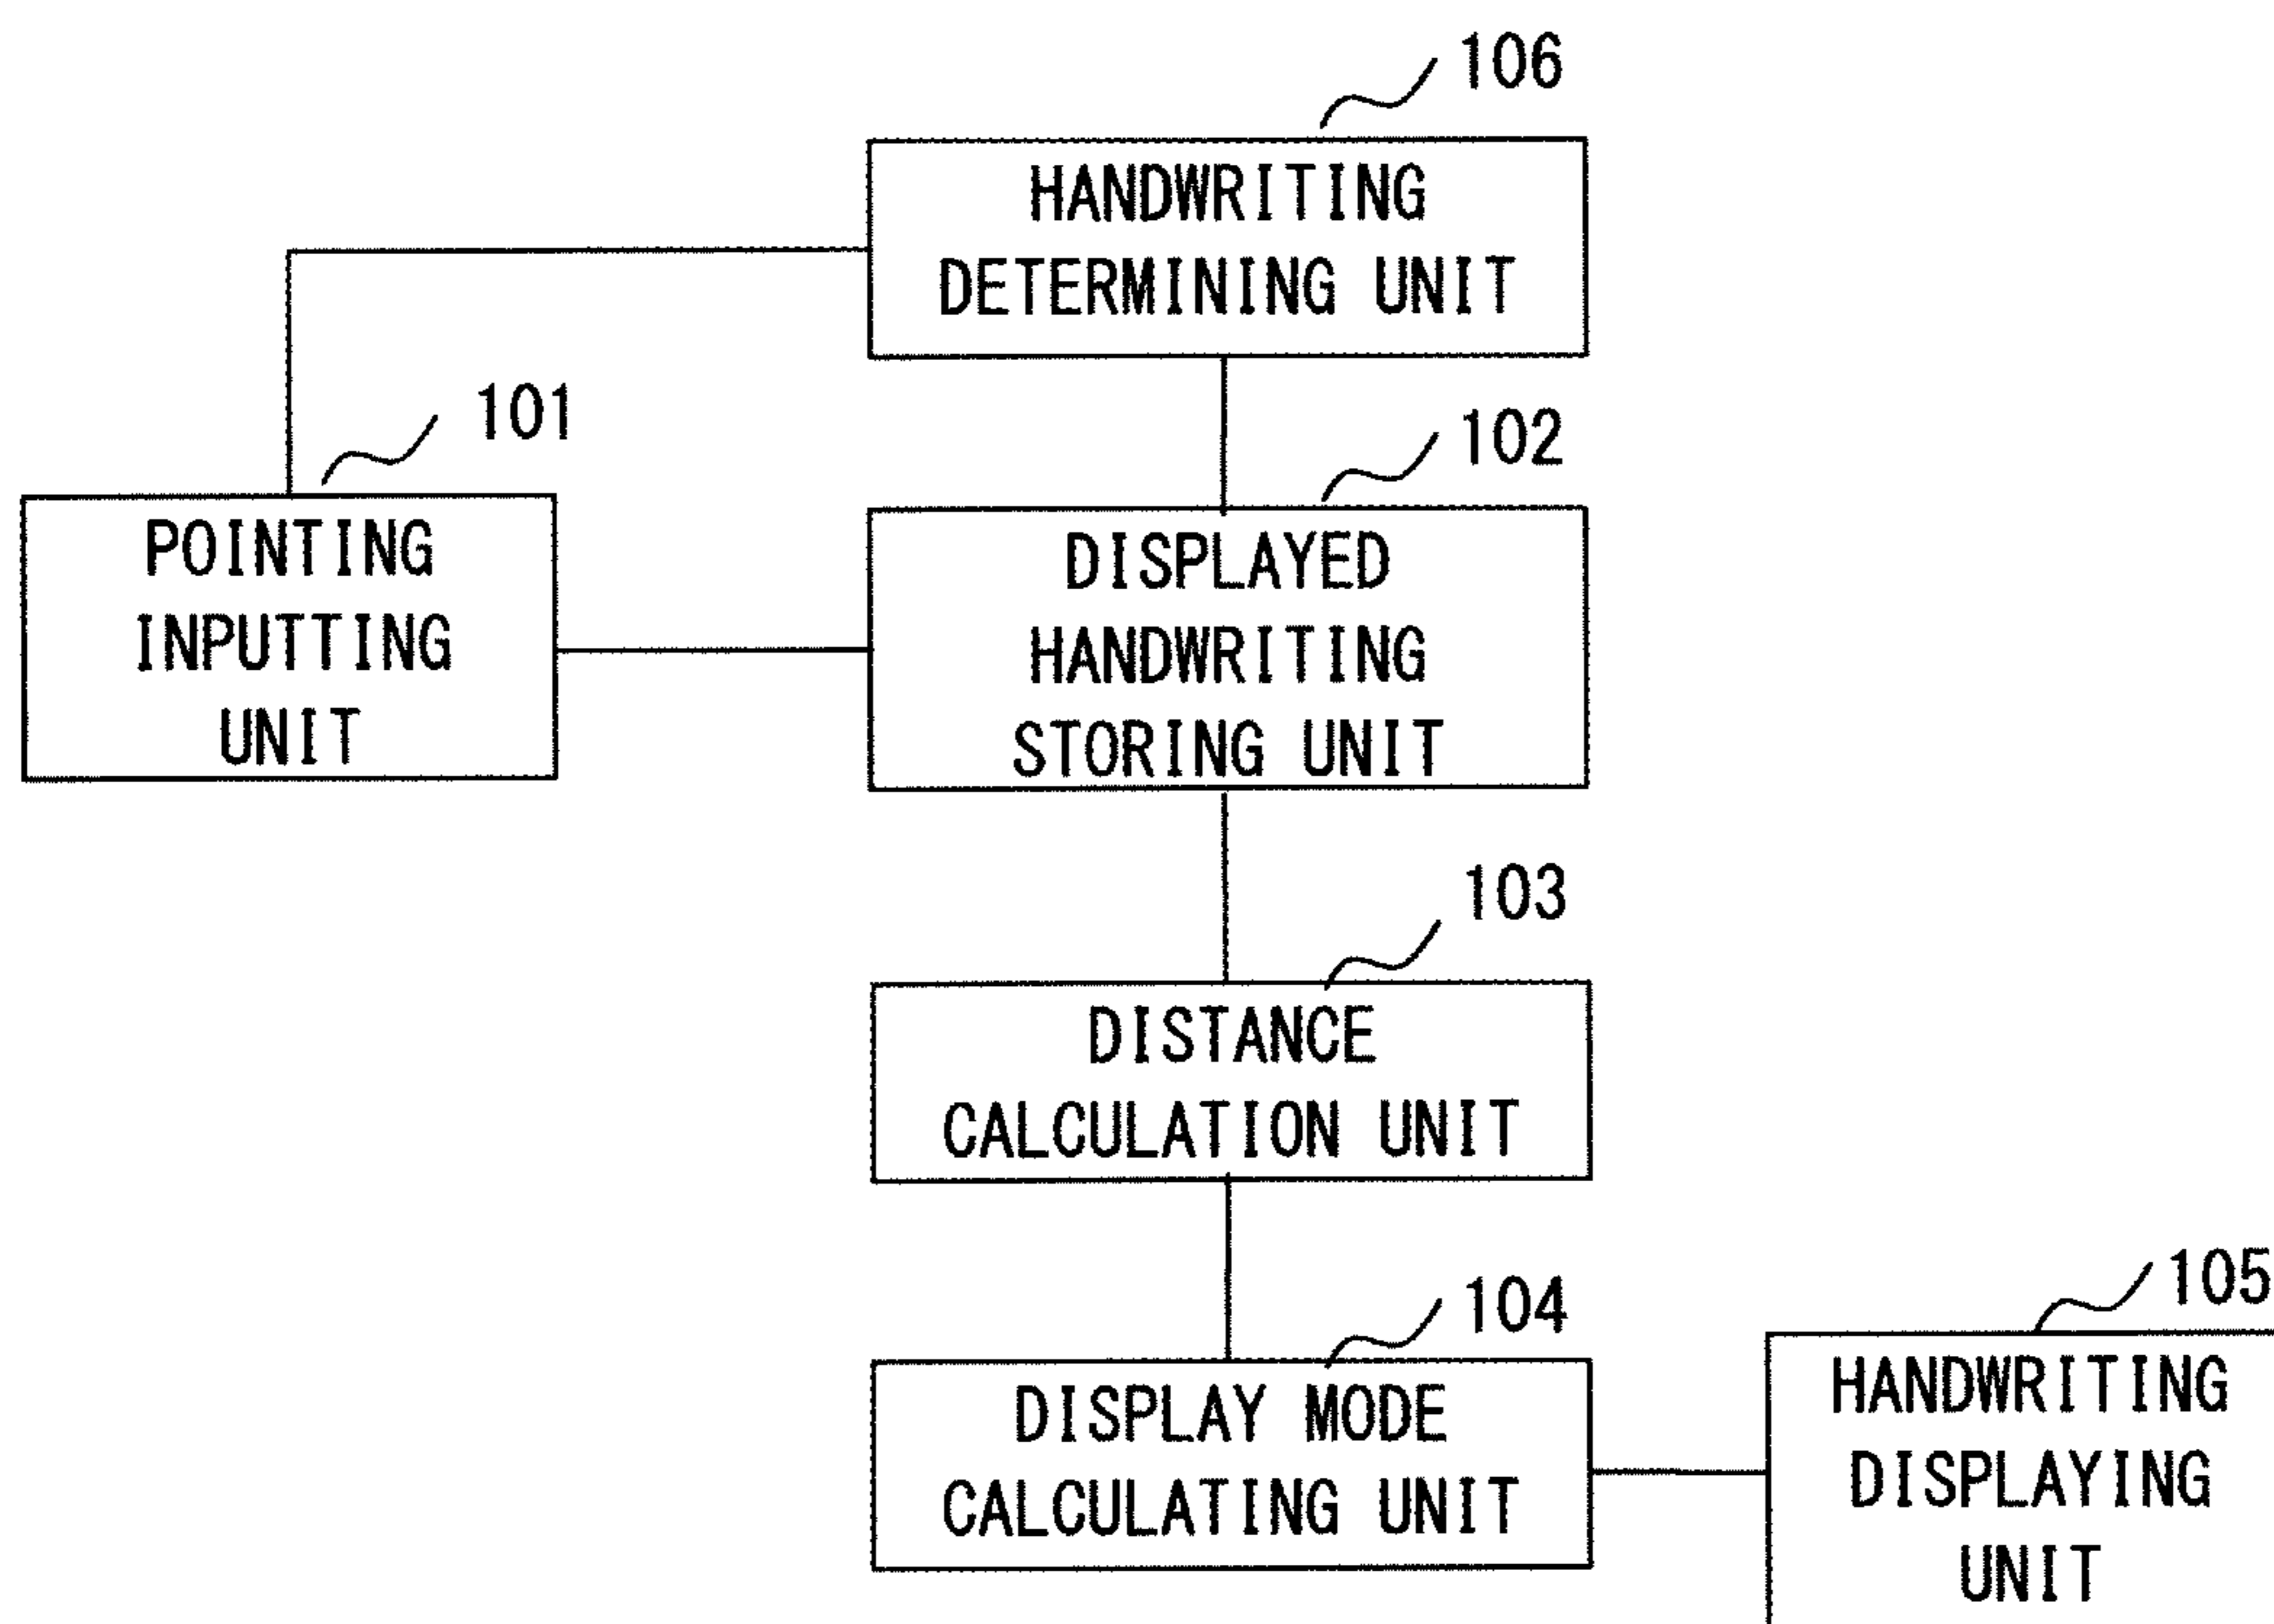 106
HANDWRITING
DETERMINING UNIT
101
POINTING
INPUTTING
UNIT
102
DISPLAYED
HANDWRITING
STORING UNIT
103
DISTANCE
CALCULATION UNIT
104
DISPLAY MODE
CALCULATING UNIT
105
HANDWRITING
DISPLAYING
UNIT